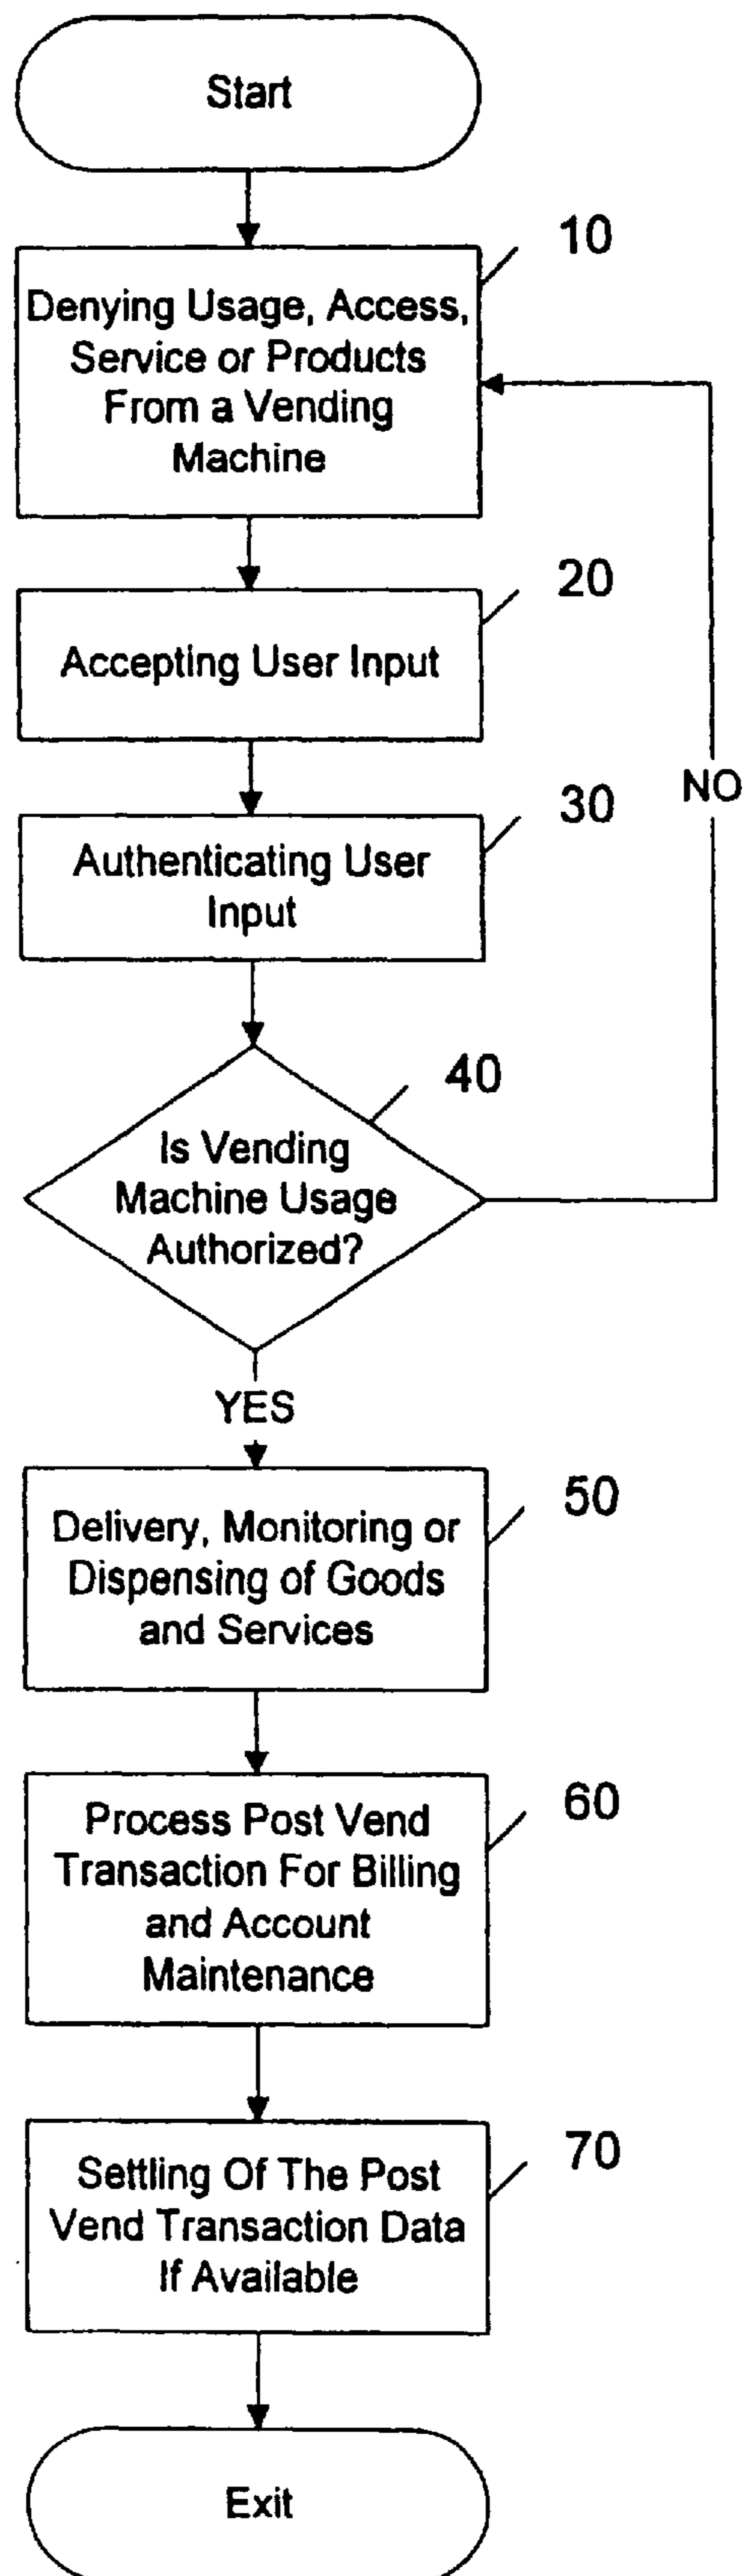 Start
10
Denying Usage, Access,
Service or Products
From a Vending
Machine
20
Accepting User Input
NO
30
Authenticating User
Input
40
Is Vending
Machine Usage
Authorized?
YES
50
Delivery, Monitoring or
Dispensing of Goods
and Services
60
Process Post Vend
Transaction For Billing
and Account
Maintenance
70
Settling Of The Post
Vend Transaction Data
If Available
Exit